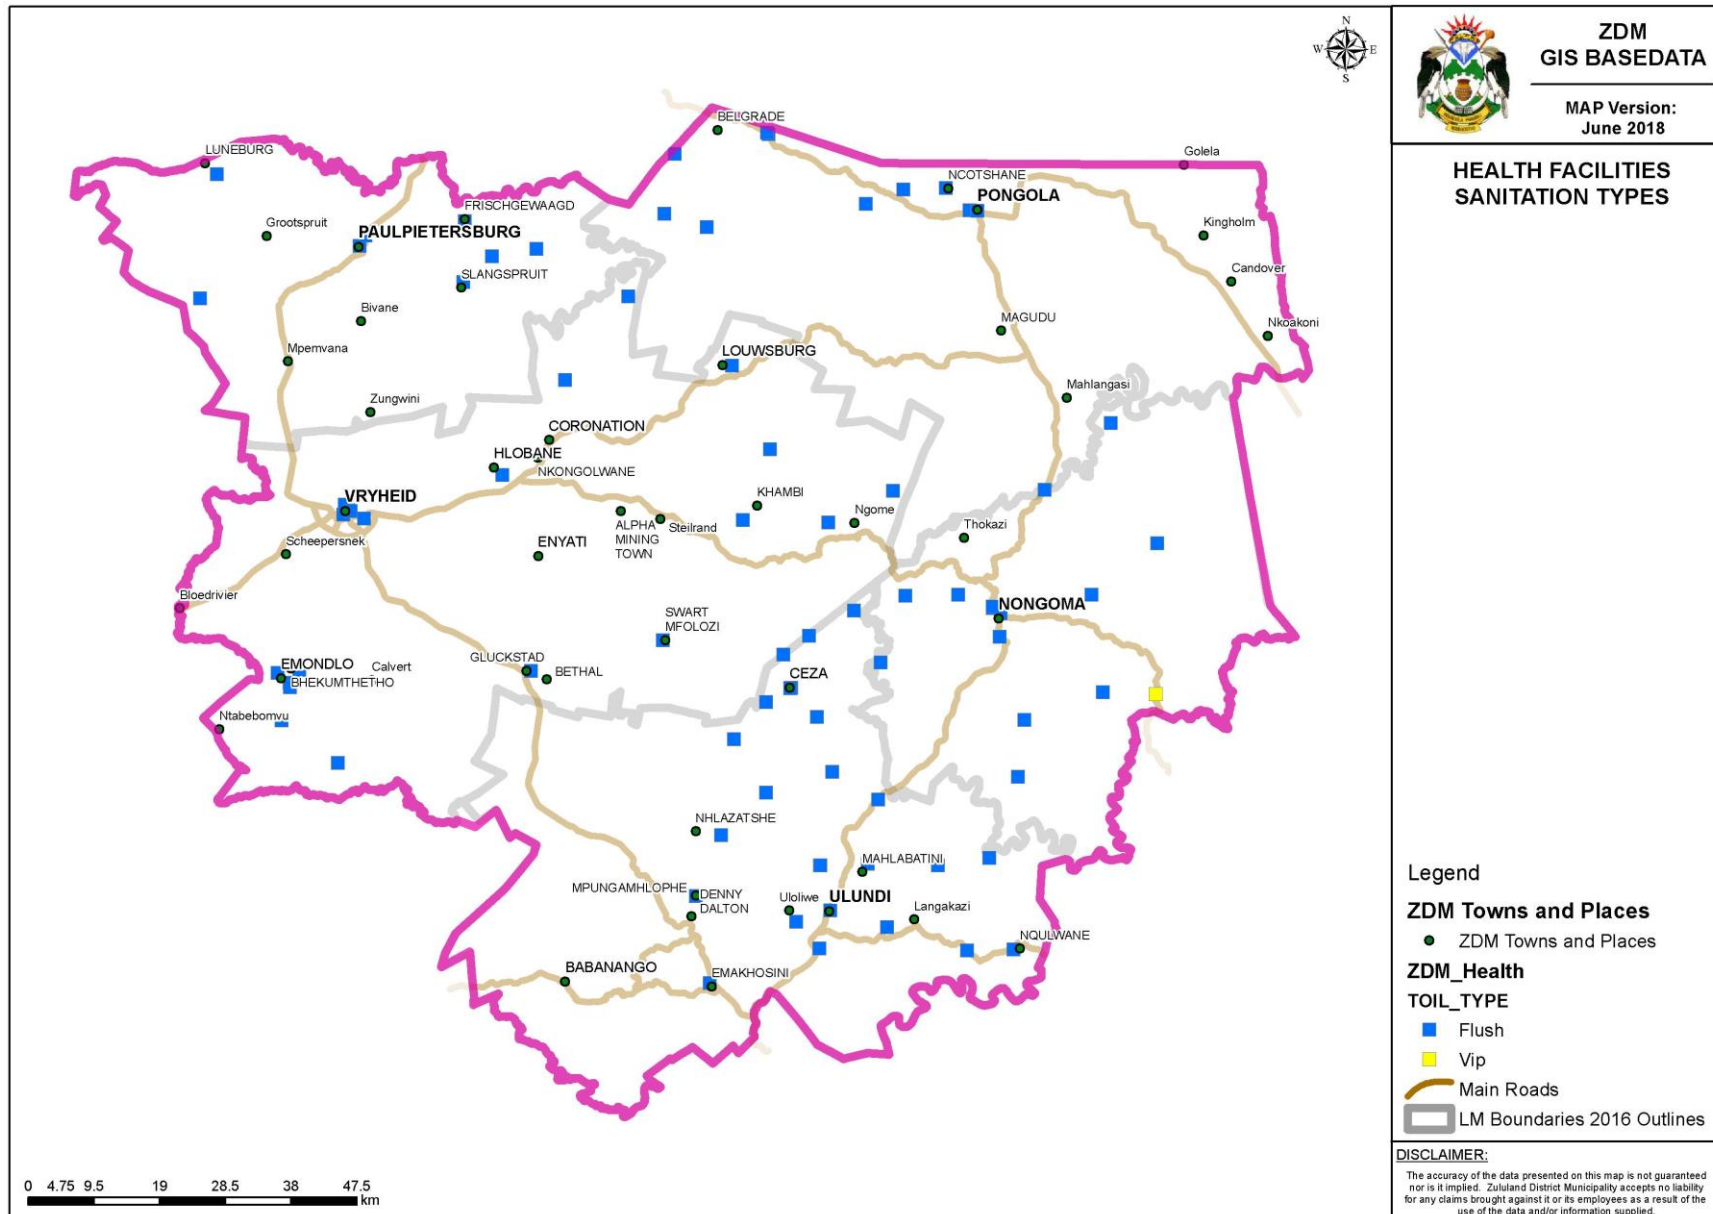 N
W
E
S
ZDM
GIS BASEDATA
MAP Version:
June 2018
HEALTH FACILITIES
SANITATION TYPES
BELGRADE
LUNEBURG
Golela
NCOTSHANE
PONGOLA
FRISCHGEWAAGD
Grootspruit
PAULPIETERSBURG
Kingholm
SLANGSPRUIT
Candover
Bivane
MAGUDU
Nkoakoni
Mpemvana
LOUWSBURG
Mahlangasi
Zungwini
CORONATION
HLOBANE
NKONGOLWANE
VRYHEID
KHAMBI
Ngome
ALPHA
MINING
TOWN
Steilrand
Thokazi
Scheepersnek
ENYATI
Bloedrivier
NONGOMA
SWART
MFOLOZI
GLUCKSTAD
BETHAL
EMONDLO
Calvert
BHEKUMTHETHO
CEZA
Ntabebomvu
NHLAZATSHE
MAHLABATINI
MPUNGAMHLOPHE
DENNY
DALTON
Uloliwe
ULUNDI
Langakazi
NQULWANE
BABANANGO
EMAKHOSINI
Legend
ZDM Towns and Places
ZDM Towns and Places
ZDM_Health
TOIL_TYPE
Flush
Vip
Main Roads
LM Boundaries 2016 Outlines
DISCLAIMER:
The accuracy of the data presented on this map is not guaranteed
nor is it implied. Zululand District Municipality accepts no liability
for any claims brought against it or its employees as a result of the
use of the data and/or information supplied.
0 4.75 9.5 19 28.5 38 47.5
km